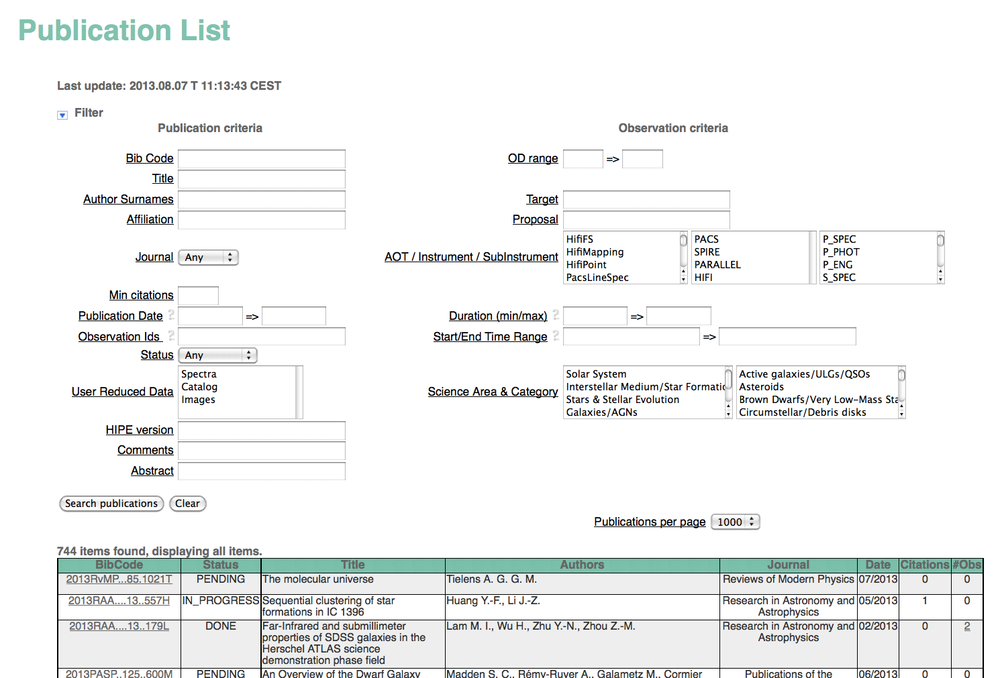 Publication List
Last update: 2013.08.07 T 11:13:43 CEST
Filter
Publication criteria
Observation criteria
Bib Code
OD range =>
Title
Author Surnames
Target
Affiliation
Proposal
Journal Any
AOT / Instrument / SubInstrument
HifiFS
HifiMapping
HifiPoint
PacsLineSpec
PACS
SPIRE
PARALLEL
HIFI
P_SPEC
P_PHOT
P_ENG
S_SPEC
Min citations
Publication Date ? =>
Duration (min/max) ? =>
Observation Ids ?
Start/End Time Range ? =>
Status Any
User Reduced Data
Spectra
Catalog
Images
Science Area & Category
Solar System
Interstellar Medium/Star Formatic
Stars & Stellar Evolution
Galaxies/AGNs
Active galaxies/ULGs/QSOs
Asteroids
Brown Dwarfs/Very Low-Mass Sta
Circumstellar/Debris disks
HIPE version
Comments
Abstract
Search publications Clear
Publications per page 1000
744 items found, displaying all items.
BibCode Status Title Authors Journal Date Citations #Obs
2013RvMP...85.1021T PENDING The molecular universe Tielens A. G. G. M. Reviews of Modern Physics 07/2013 0 0
2013RAA....13..557H IN_PROGRESS Sequential clustering of star Huang Y.-F., Li J.-Z. Research in Astronomy and 05/2013 1 0
formations in IC 1396 Astrophysics
2013RAA....13..179L DONE Far-Infrared and submillimeter Lam M. I., Wu H., Zhu Y.-N., Zhou Z.-M. Research in Astronomy and 02/2013 0 2
properties of SDSS galaxies in the Astrophysics
Herschel ATLAS science
demonstration phase field
2013PASP..125..600M PENDING An Overview of the Dwarf Galaxy Madden S. C., Rémy-Ruyer A., Galametz M., Cormier Publications of the 06/2013 0 0